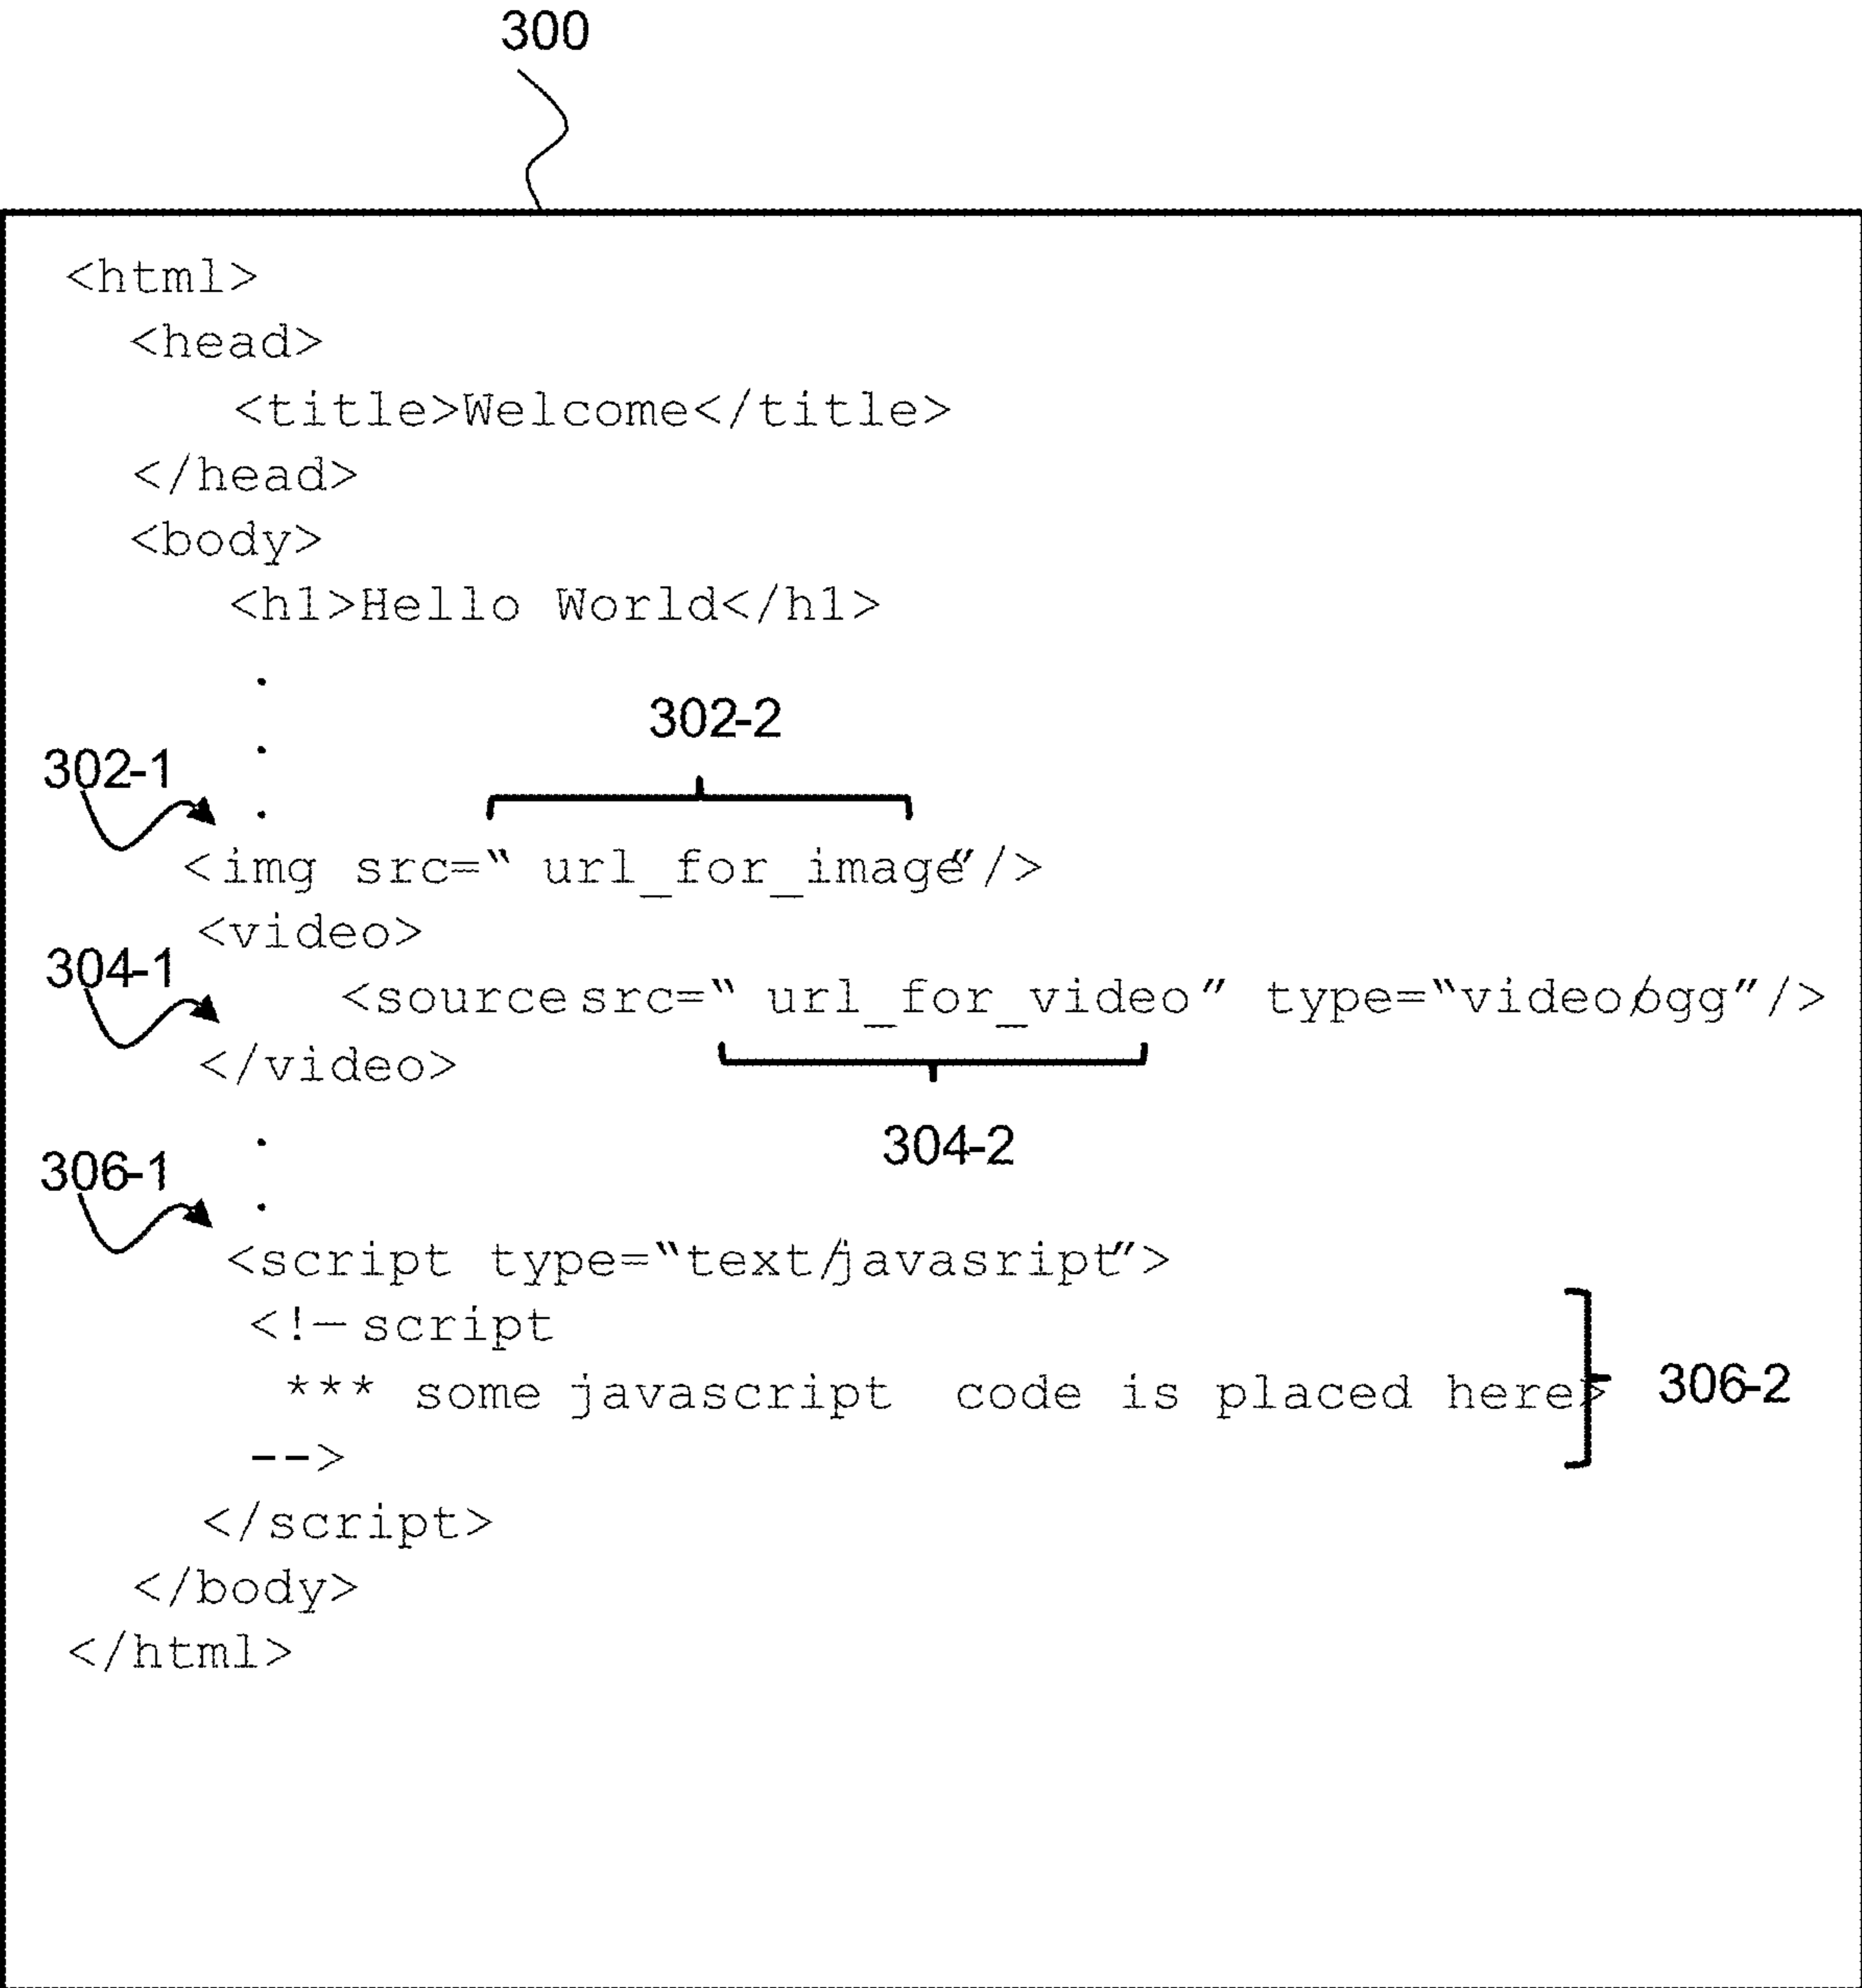 300
<html>
<head>
<title>Welcome</title>
</head>
<body>
<h1>Hello World</h1>
.
302-2
.
302-1
.
<img src=“ url_for_image”/>
<video>
304-1
<source src=“ url_for_video” type=“video/ogg”/>
</video>
304-2
.
306-1
.
<script type=“text/javasript”>
<!—script
*** some javascript code is placed here>
306-2
-->
</script>
</body>
</html>